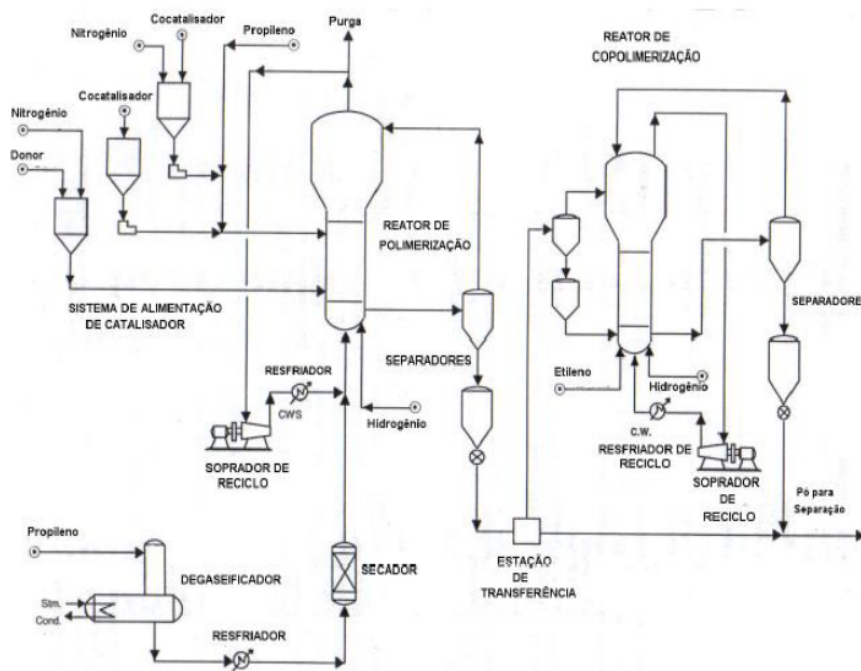 Cocatalisador
Nitrogênio
Propileno
Purga
Cocatalisador
Nitrogênio
Donor
REATOR DE
POLIMERIZAÇÃO
SISTEMA DE ALIMENTAÇÃO
DE CATALISADOR
SEPARADORES
RESFRIADOR
CWS
Hidrogênio
SOPRADOR DE
RECICLO
Propileno
DEGASEIFICADOR
Stm.
Cond.
RESFRIADOR
SECADOR
ESTAÇÃO
DE
TRANSFERÊNCIA
REATOR DE
COPOLIMERIZAÇÃO
SEPARADORES
Etileno
Hidrogênio
C.W.
RESFRIADOR DE
RECICLO
SOPRADOR
DE
RECICLO
Pó para
Separação